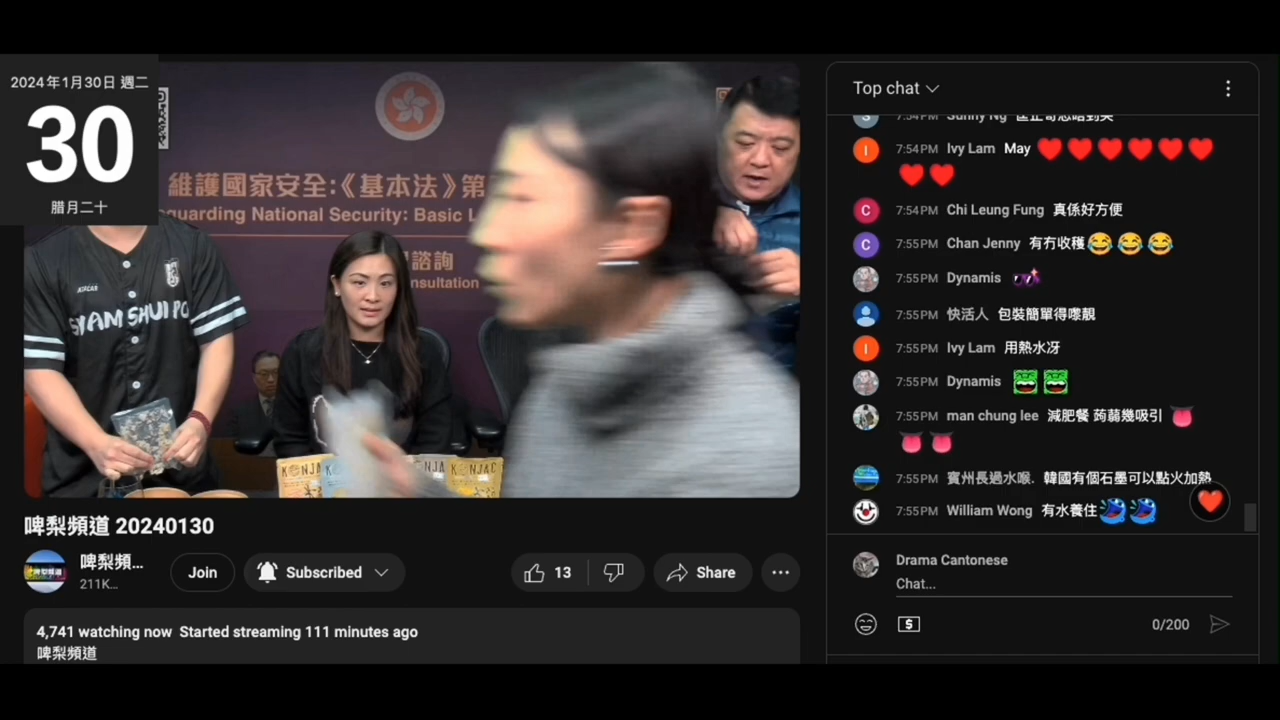 2024年1月30日 週二
30
腊月二十
維護國家安全:《基本法》第
guarding National Security: Basic L
諮詢
nsultation
SHAM SHUI PO
KONJAC
K
NJAC
KONJAC
啤梨頻道 20240130
啤梨頻...
211K...
Join
Subscribed
13
Share
4,741 watching now Started streaming 111 minutes ago
啤梨頻道
Top chat
7:54PM Sunny Ng
7:54PM Ivy Lam May
7:54PM Chi Leung Fung 真係好方便
7:55PM Chan Jenny 有冇收穫
7:55PM Dynamis
7:55PM 快活人 包裝簡單得嚟靚
7:55PM Ivy Lam 用熱水冴
7:55PM Dynamis
7:55PM man chung lee 減肥餐 蒟蒻幾吸引
7:55PM 賓州長過水喉. 韓國有個石墨可以點火加熱
7:55PM William Wong 有水養住
Drama Cantonese
Chat...
0/200